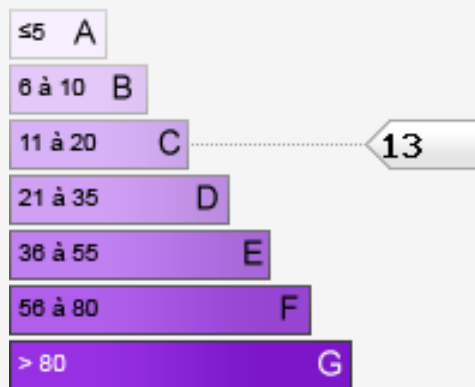 ≤5 A
6 à 10 B
11 à 20 C 13
21 à 35 D
36 à 55 E
56 à 80 F
> 80 G